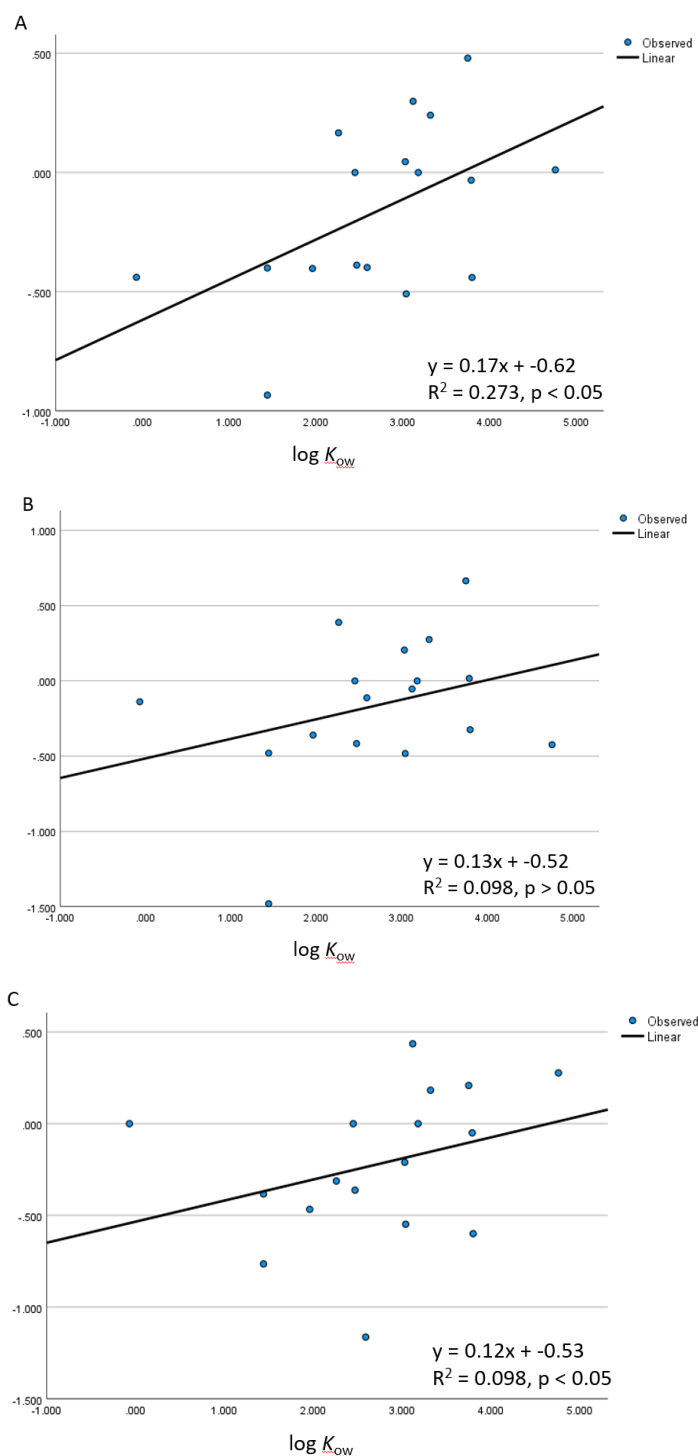 A
Observed
Linear
.500
.000
-.500
-1.000
-1.000 .000 1.000 2.000 3.000 4.000 5.000
y = 0.17x + -0.62
R² = 0.273, p < 0.05
log Kow
B
Observed
Linear
1.000
.500
.000
-.500
-1.000
-1.500
-1.000 .000 1.000 2.000 3.000 4.000 5.000
y = 0.13x + -0.52
R² = 0.098, p > 0.05
log Kow
C
Observed
Linear
.500
.000
-.500
-1.000
-1.500
-1.000 .000 1.000 2.000 3.000 4.000 5.000
y = 0.12x + -0.53
R² = 0.098, p < 0.05
log Kow